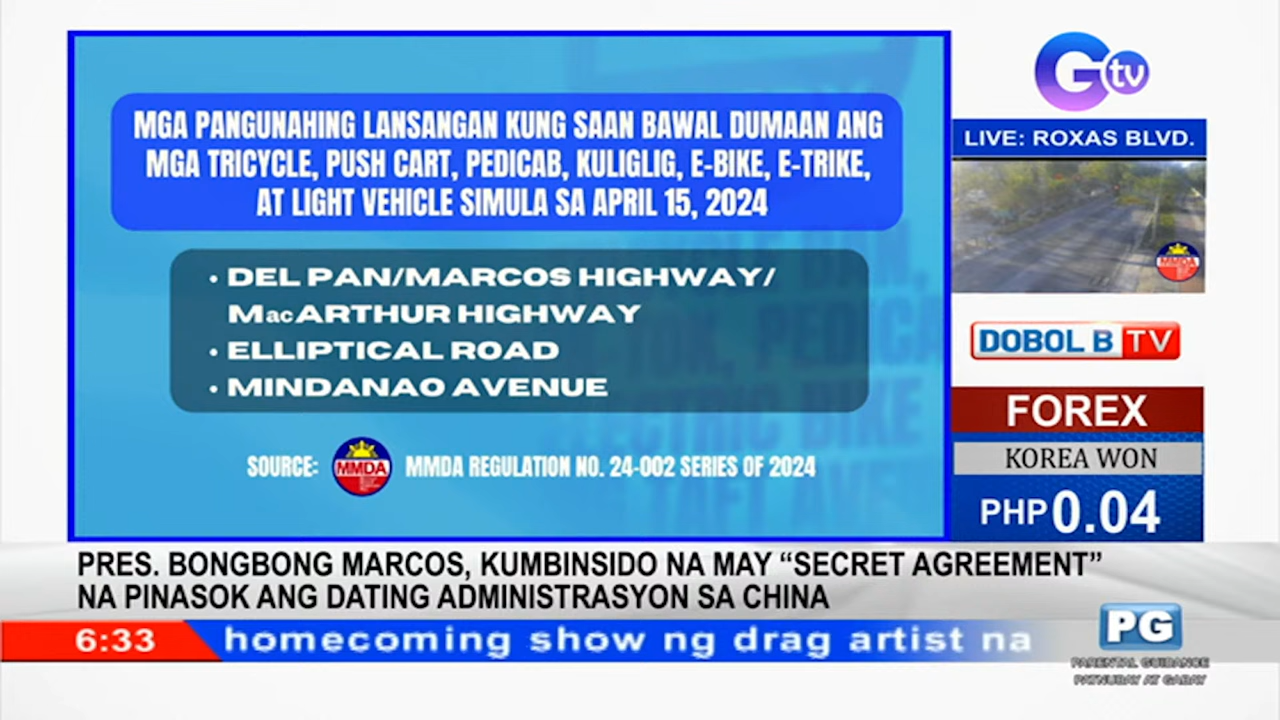 MGA PANGUNAHING LANSANGAN KUNG SAAN BAWAL DUMAAN ANG
MGA TRICYCLE, PUSH CART, PEDICAB, KULIGLIG, E-BIKE, E-TRIKE,
AT LIGHT VEHICLE SIMULA SA APRIL 15, 2024
• DEL PAN/MARCOS HIGHWAY/
MacARTHUR HIGHWAY
• ELLIPTICAL ROAD
• MINDANAO AVENUE
SOURCE: MMDA MMDA REGULATION NO. 24-002 SERIES OF 2024
Gtv
LIVE: ROXAS BLVD.
MMDA
DOBOL B TV
FOREX
KOREA WON
PHP 0.04
PRES. BONGBONG MARCOS, KUMBINSIDO NA MAY “SECRET AGREEMENT”
NA PINASOK ANG DATING ADMINISTRASYON SA CHINA
6:33 homecoming show ng drag artist na
PG
PARENTAL GUIDANCE
PATNUBAY AT GABAY